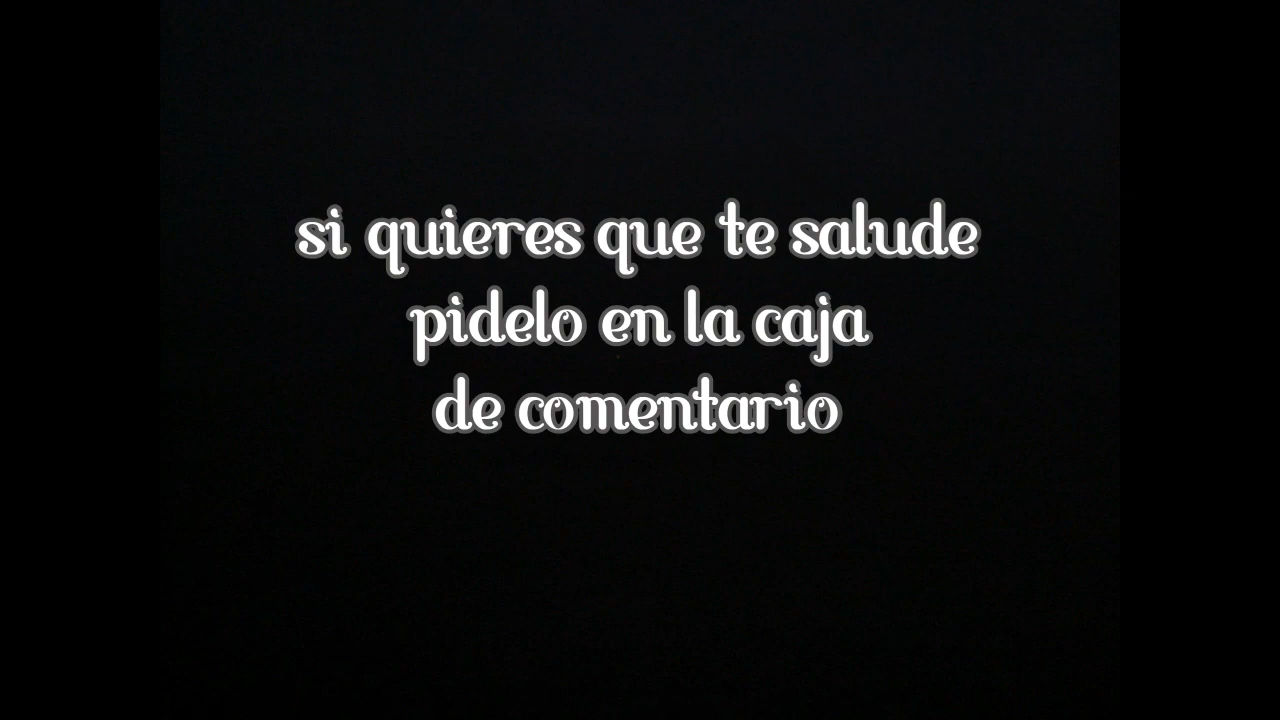 si quieres que te salude
pidelo en la caja
de comentario